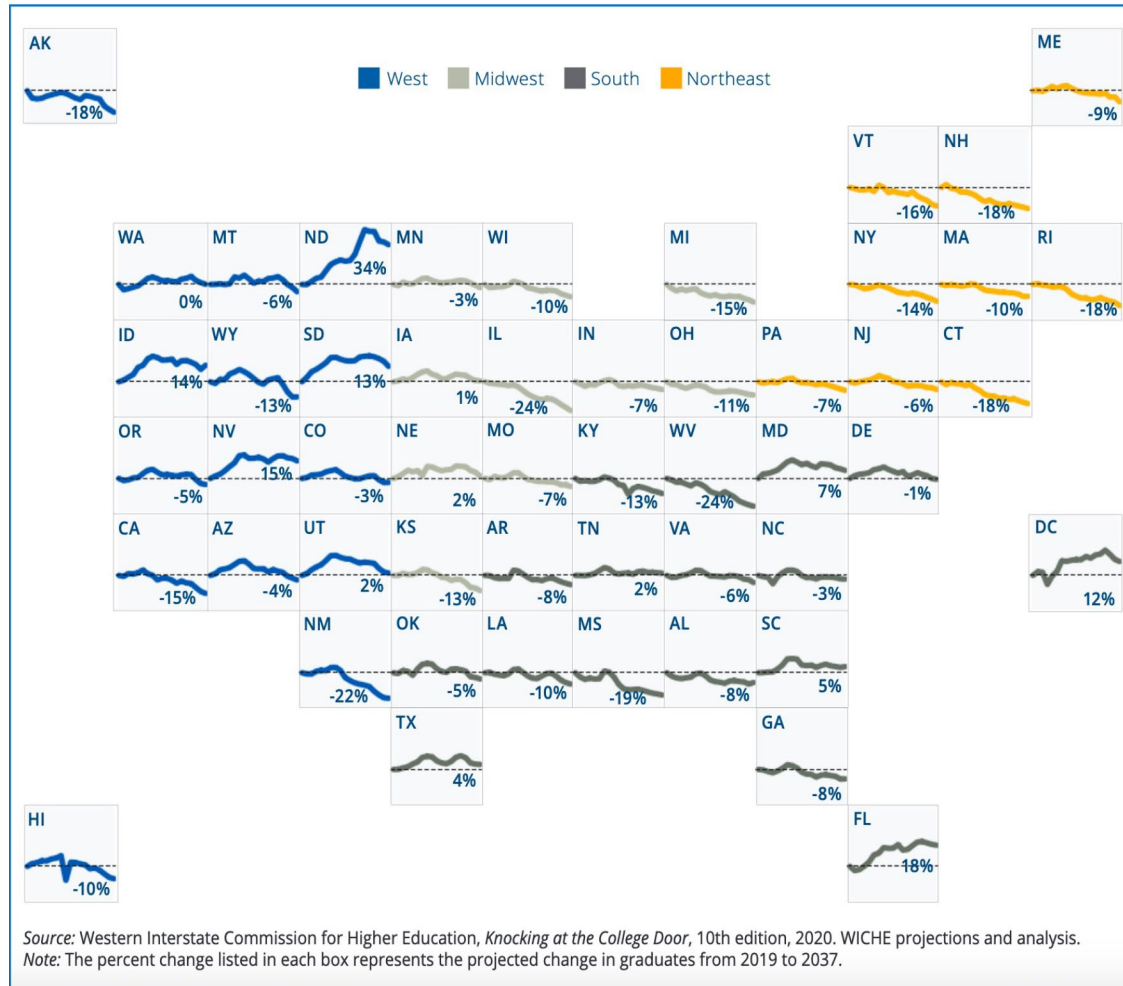 AK
-18%
West
Midwest
South
Northeast
ME
-9%
VT
-16%
NH
-18%
WA
0%
MT
-6%
ND
34%
MN
-3%
WI
-10%
MI
-15%
NY
-14%
MA
-10%
RI
-18%
ID
14%
WY
-13%
SD
13%
IA
1%
IL
-24%
IN
-7%
OH
-11%
PA
-7%
NJ
-6%
CT
-18%
OR
-5%
NV
15%
CO
-3%
NE
2%
MO
-7%
KY
-13%
WV
-24%
MD
7%
DE
-1%
CA
-15%
AZ
-4%
UT
2%
KS
-13%
AR
-8%
TN
2%
VA
-6%
NC
-3%
DC
12%
NM
-22%
OK
-5%
LA
-10%
MS
-19%
AL
-8%
SC
5%
TX
4%
GA
-8%
HI
-10%
FL
18%
Source: Western Interstate Commission for Higher Education, Knocking at the College Door, 10th edition, 2020. WICHE projections and analysis.
Note: The percent change listed in each box represents the projected change in graduates from 2019 to 2037.